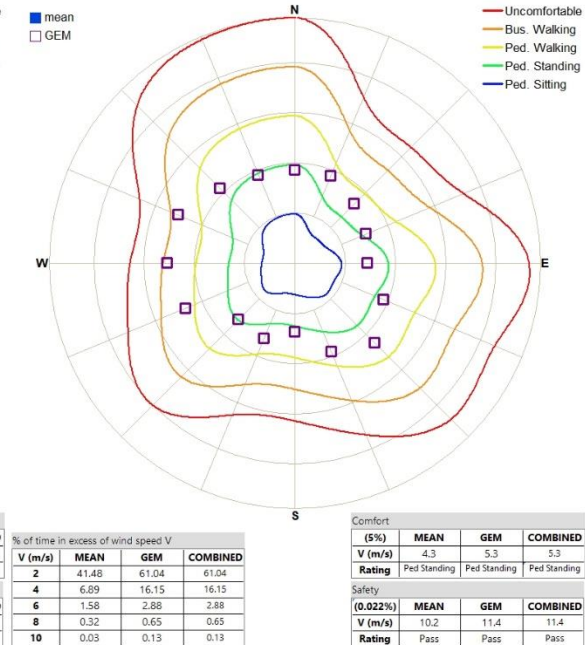 mean
GEM
N
Uncomfortable
Bus. Walking
Ped. Walking
Ped. Standing
Ped. Sitting
W
E
S
% of time in excess of wind speed V
V (m/s) MEAN GEM COMBINED
2 41.48 61.04 61.04
4 6.89 16.15 16.15
6 1.58 2.88 2.88
8 0.32 0.65 0.65
10 0.03 0.13 0.13
Comfort
(5%) MEAN GEM COMBINED
V (m/s) 4.3 5.3 5.3
Rating Ped Standing Ped Standing Ped Standing
Safety
(0.022%) MEAN GEM COMBINED
V (m/s) 10.2 11.4 11.4
Rating Pass Pass Pass